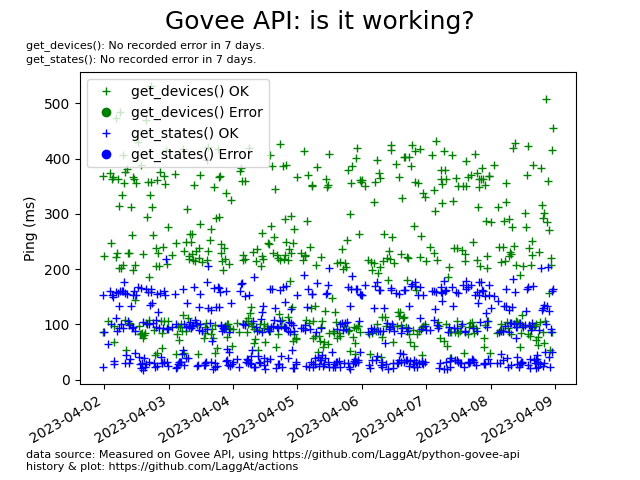 Govee API: is it working?
get_devices(): No recorded error in 7 days.
get_states(): No recorded error in 7 days.
get_devices() OK
get_devices() Error
get_states() OK
get_states() Error
Ping (ms)
500
400
300
200
100
0
2023-04-02
2023-04-03
2023-04-04
2023-04-05
2023-04-06
2023-04-07
2023-04-08
2023-04-09
data source: Measured on Govee API, using https://github.com/LaggAt/python-govee-api
history & plot: https://github.com/LaggAt/actions